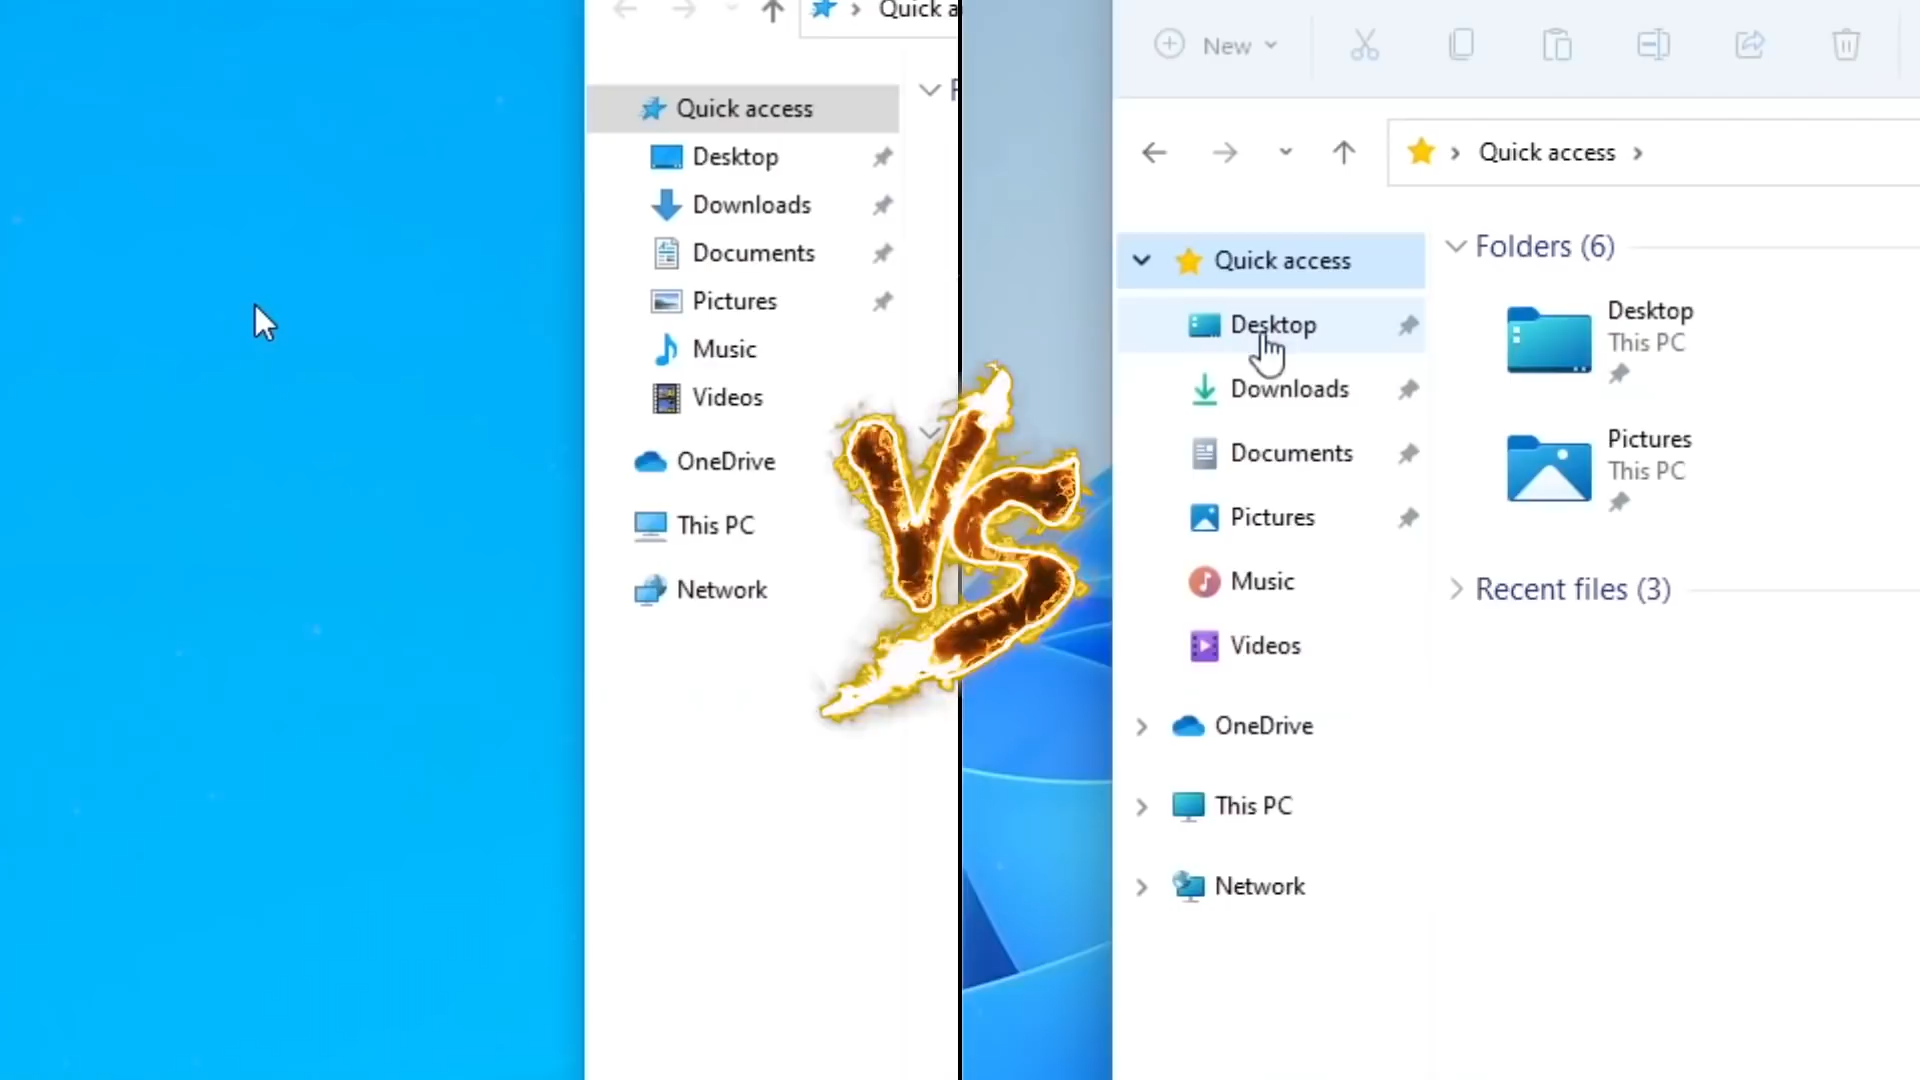 Quick a
Quick access
Desktop
Downloads
Documents
Pictures
Music
Videos
OneDrive
This PC
Network
VS
New
Quick access
Quick access
Desktop
Downloads
Documents
Pictures
Music
Videos
OneDrive
This PC
Network
Folders (6)
Desktop
This PC
Pictures
This PC
Recent files (3)